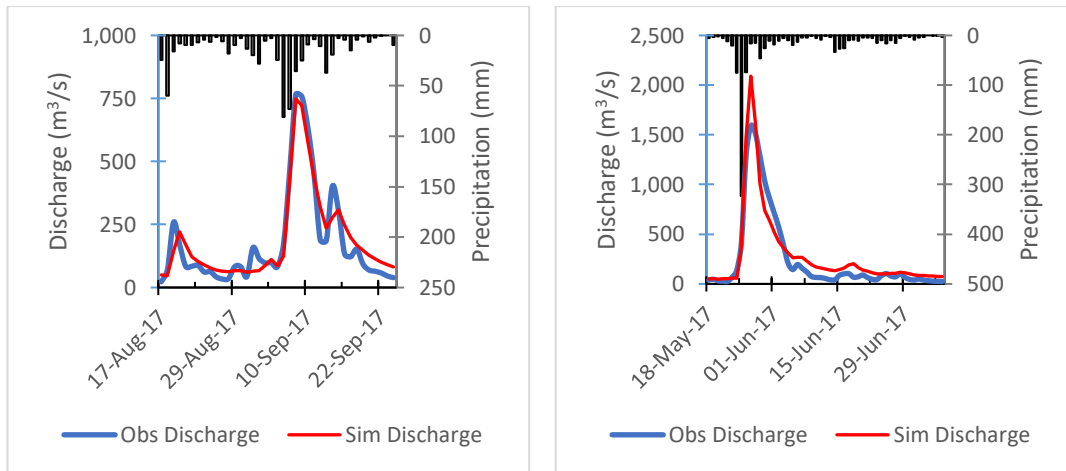 Discharge (m³/s)
1,000
750
500
250
0
0
50
100
150
200
250
Precipitation (mm)
17-Aug-17
29-Aug-17
10-Sep-17
22-Sep-17
Obs Discharge
Sim Discharge
Discharge (m³/s)
2,500
2,000
1,500
1,000
500
0
0
100
200
300
400
500
Precipitation (mm)
18-May-17
01-Jun-17
15-Jun-17
29-Jun-17
Obs Discharge
Sim Discharge